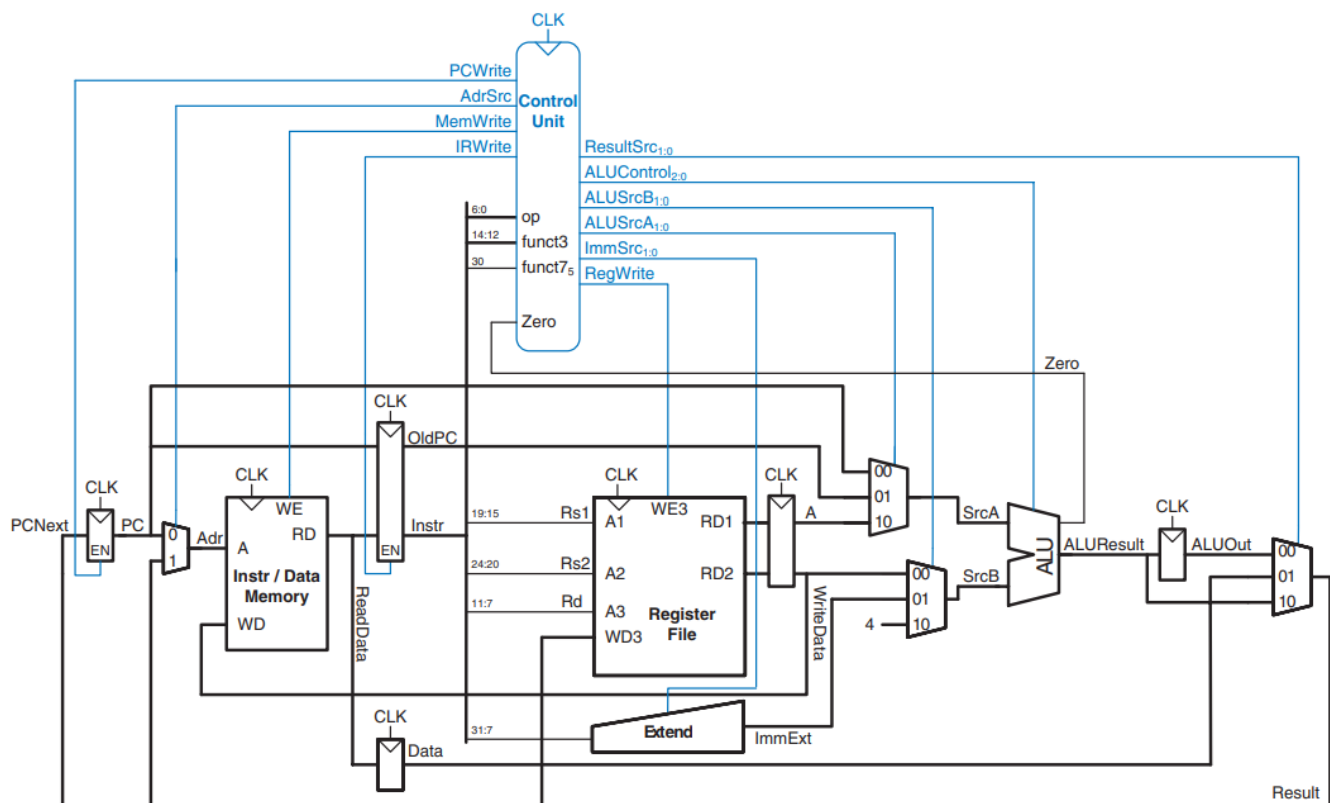 CLK
PCWrite
AdrSrc
MemWrite
IRWrite
Control
Unit
ResultSrc1:0
ALUControl2:0
ALUSrcB1:0
ALUSrcA1:0
ImmSrc1:0
RegWrite
6:0
op
14:12
funct3
30
funct75
Zero
Zero
CLK
OldPC
CLK
PCNext
PC
EN
0
1
Adr
CLK
WE
RD
A
Instr / Data
Memory
WD
ReadData
EN
Instr
19:15
Rs1
24:20
Rs2
11:7
Rd
31:7
CLK
A1
WE3
RD1
A2
RD2
A3
Register
File
WD3
CLK
A
WriteData
00
01
10
SrcA
00
01
10
4
SrcB
ALU
ALUResult
CLK
ALUOut
00
01
10
Extend
ImmExt
CLK
Data
Result